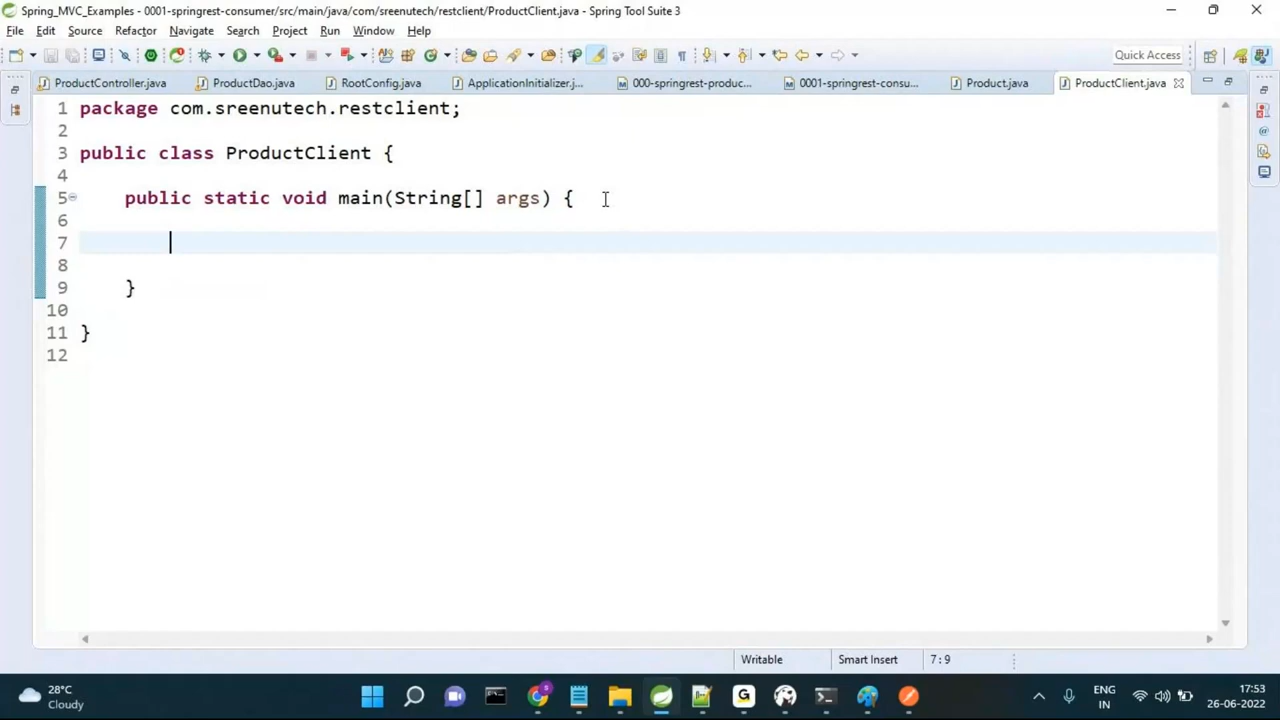 Spring_MVC_Examples - 0001-springrest-consumer/src/main/java/com/sreenutech/restclient/ProductClient.java - Spring Tool Suite 3
File Edit Source Refactor Navigate Search Project Run Window Help
Quick Access
ProductController.java ProductDao.java RootConfig.java ApplicationInitializer.j... 000-springrest-produc... 0001-springrest-consu... Product.java ProductClient.java
1 package com.sreenutech.restclient;
2
3 public class ProductClient {
4
5 public static void main(String[] args) {
6
7
8
9 }
10
11 }
12
Writable Smart Insert 7 : 9
28°C
Cloudy
ENG
IN
17:53
26-06-2022